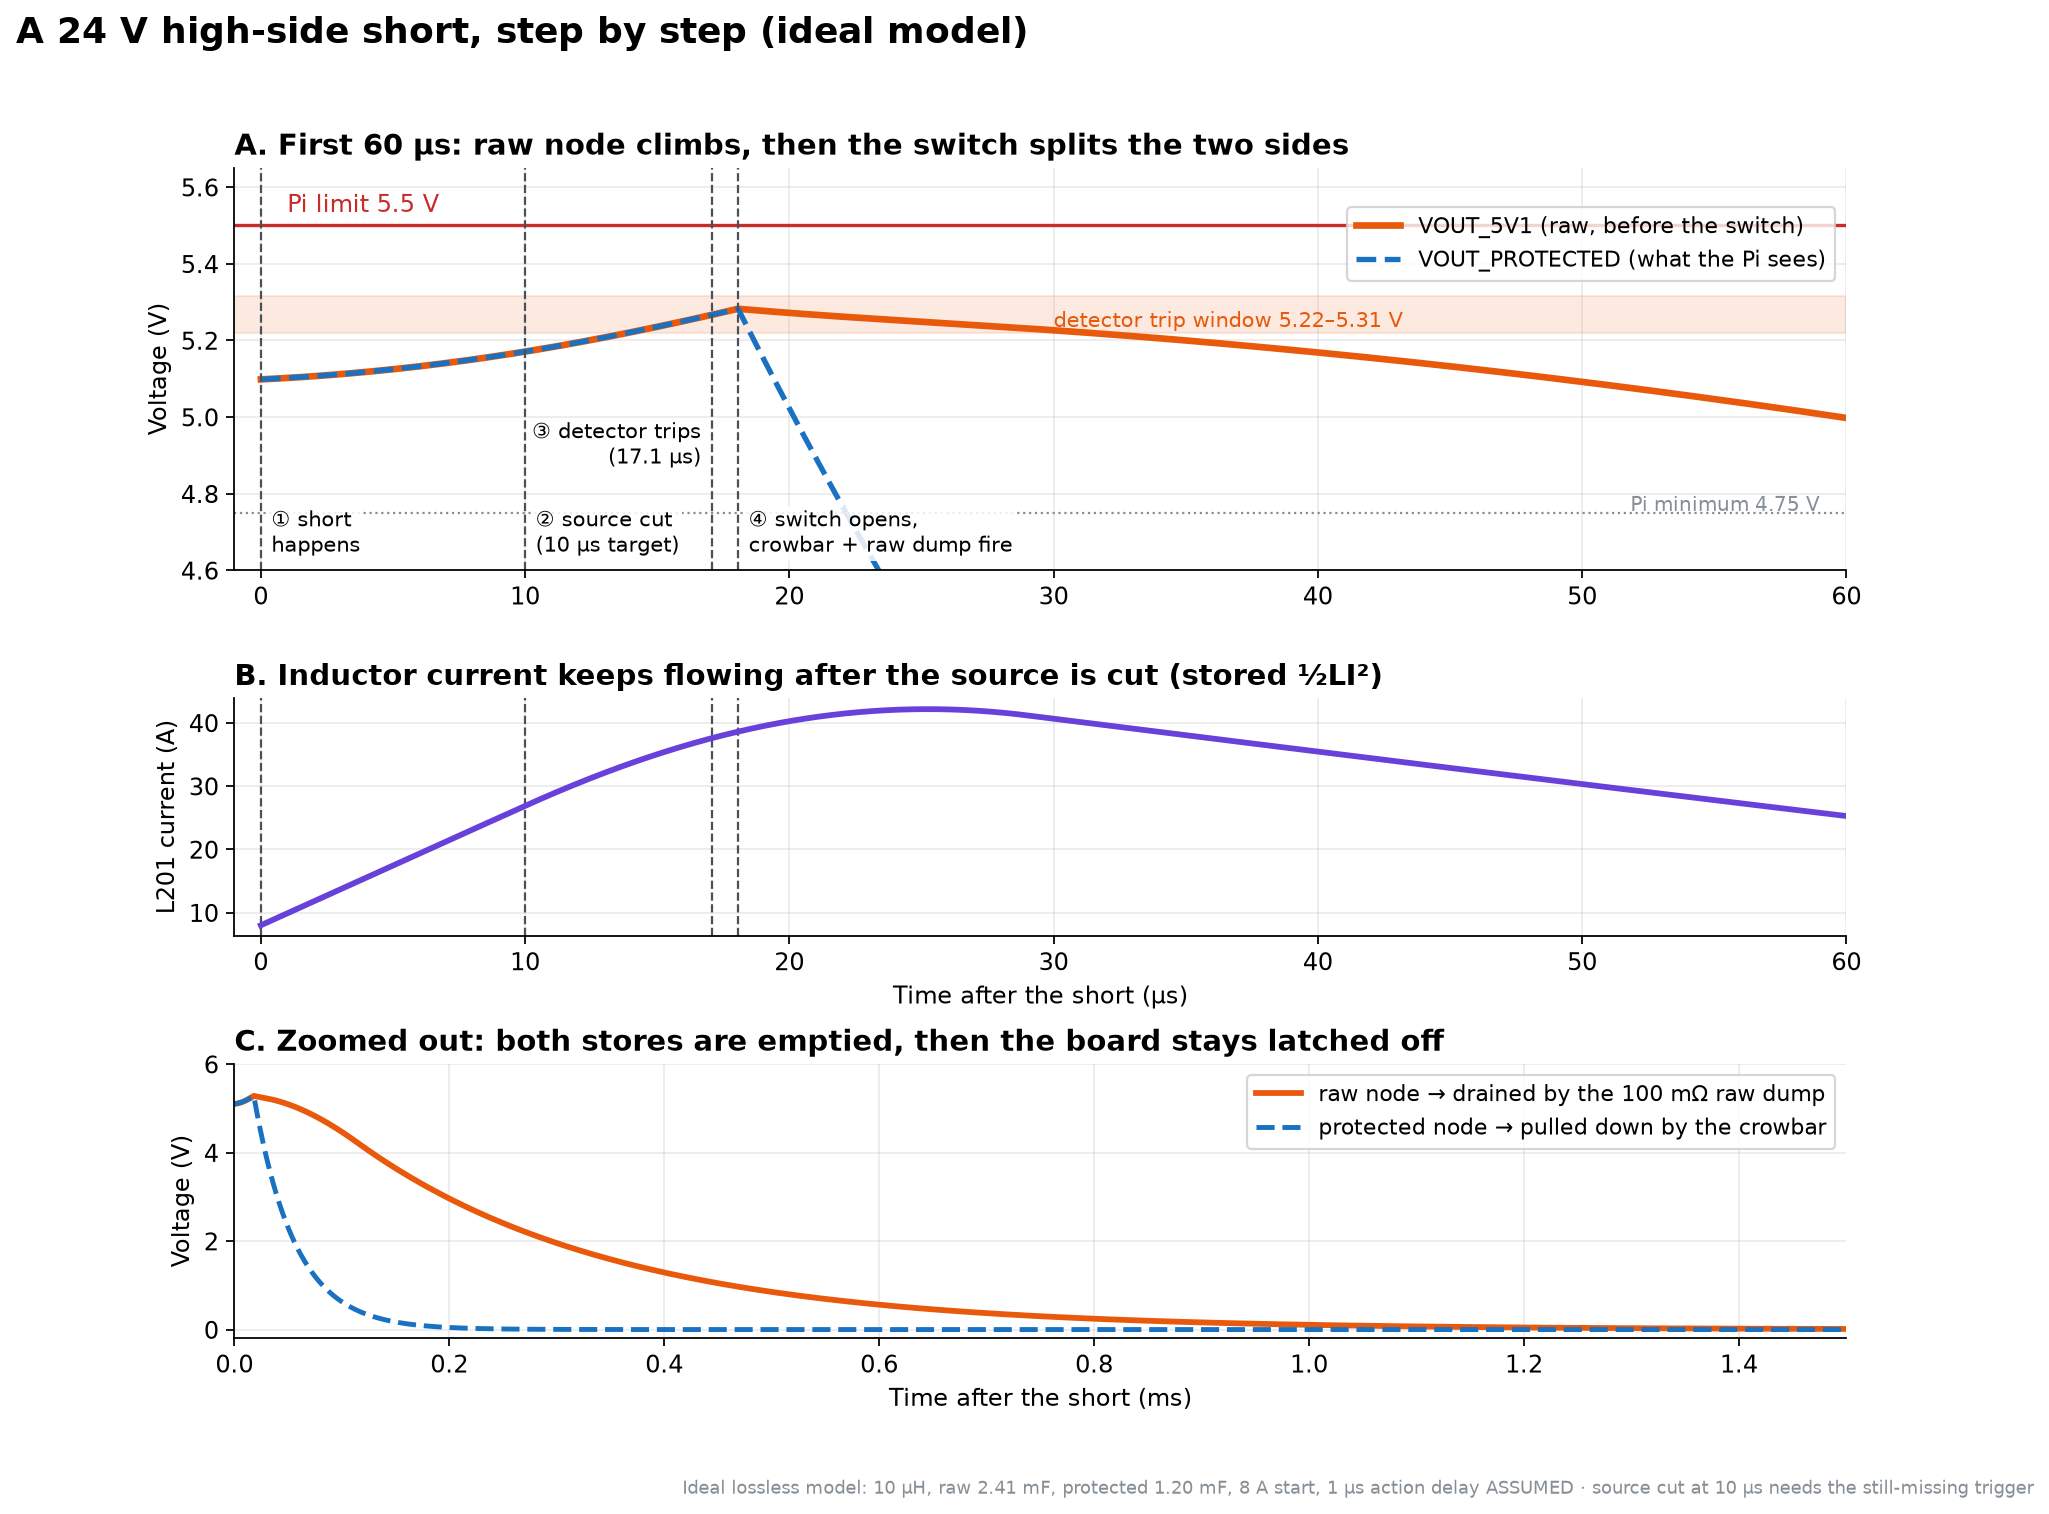 A 24 V high-side short, step by step (ideal model)
A. First 60 µs: raw node climbs, then the switch splits the two sides
5.6
5.4
5.2
5.0
4.8
4.6
Voltage (V)
Pi limit 5.5 V
VOUT_5V1 (raw, before the switch)
VOUT_PROTECTED (what the Pi sees)
detector trip window 5.22–5.31 V
③ detector trips
(17.1 µs)
Pi minimum 4.75 V
① short
happens
② source cut
(10 µs target)
④ switch opens,
crowbar + raw dump fire
0 10 20 30 40 50 60
B. Inductor current keeps flowing after the source is cut (stored ½LI²)
40
30
20
10
L201 current (A)
0 10 20 30 40 50 60
Time after the short (µs)
C. Zoomed out: both stores are emptied, then the board stays latched off
6
4
2
0
Voltage (V)
raw node → drained by the 100 mΩ raw dump
protected node → pulled down by the crowbar
0.0 0.2 0.4 0.6 0.8 1.0 1.2 1.4
Time after the short (ms)
Ideal lossless model: 10 µH, raw 2.41 mF, protected 1.20 mF, 8 A start, 1 µs action delay ASSUMED · source cut at 10 µs needs the still-missing trigger